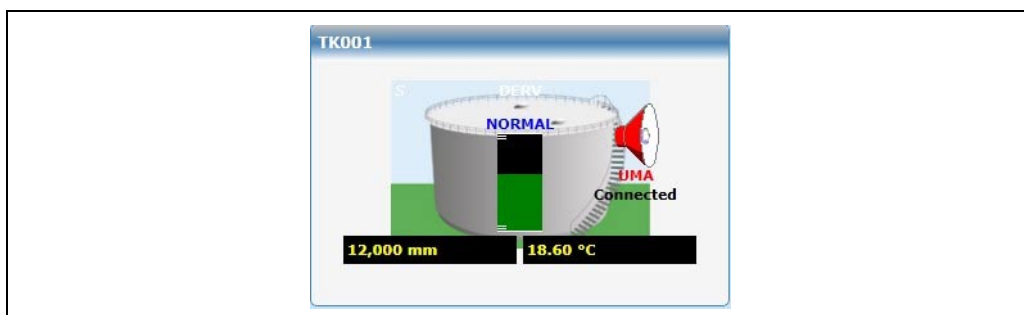 TK001
S DERV
NORMAL
UMA
Connected
12,000 mm 18.60 °C